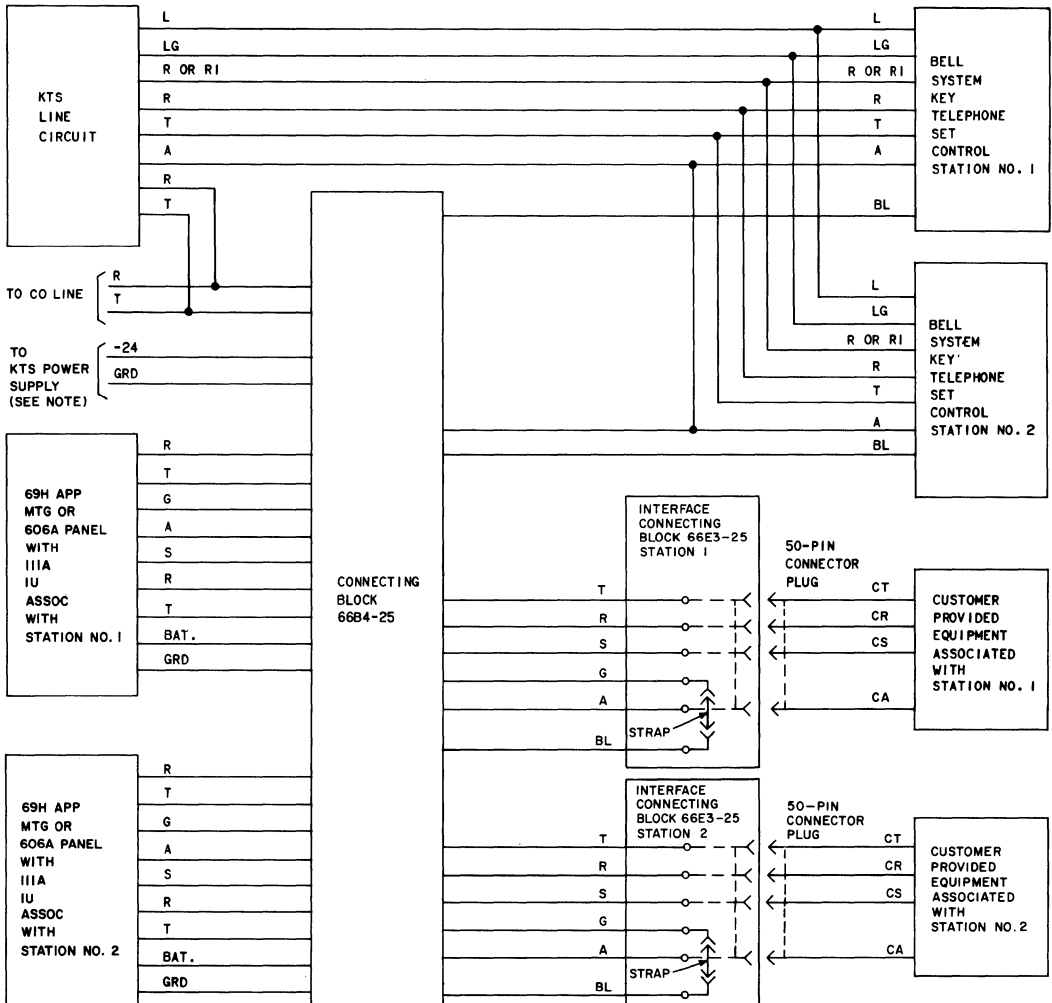 KTS
LINE
CIRCUIT
L
LG
R OR RI
R
T
A
R
T
L
LG
R OR RI
R
T
A
BL
BELL
SYSTEM
KEY
TELEPHONE
SET
CONTROL
STATION NO. 1
TO CO LINE
R
T
TO
KTS POWER
SUPPLY
(SEE NOTE)
-24
GRD
L
LG
R OR RI
R
T
A
BL
BELL
SYSTEM
KEY
TELEPHONE
SET
CONTROL
STATION NO. 2
69H APP
MTG OR
606A PANEL
WITH
IIIA
IU
ASSOC
WITH
STATION NO. 1
R
T
G
A
S
R
T
BAT.
GRD
CONNECTING
BLOCK
66B4-25
T
R
S
G
A
BL
INTERFACE
CONNECTING
BLOCK 66E3-25
STATION 1
STRAP
50-PIN
CONNECTOR
PLUG
CT
CR
CS
CA
CUSTOMER
PROVIDED
EQUIPMENT
ASSOCIATED
WITH
STATION NO. 1
69H APP
MTG OR
606A PANEL
WITH
IIIA
IU
ASSOC
WITH
STATION NO. 2
R
T
G
A
S
R
T
BAT.
GRD
T
R
S
G
A
BL
INTERFACE
CONNECTING
BLOCK 66E3-25
STATION 2
STRAP
50-PIN
CONNECTOR
PLUG
CT
CR
CS
CA
CUSTOMER
PROVIDED
EQUIPMENT
ASSOCIATED
WITH
STATION NO.2